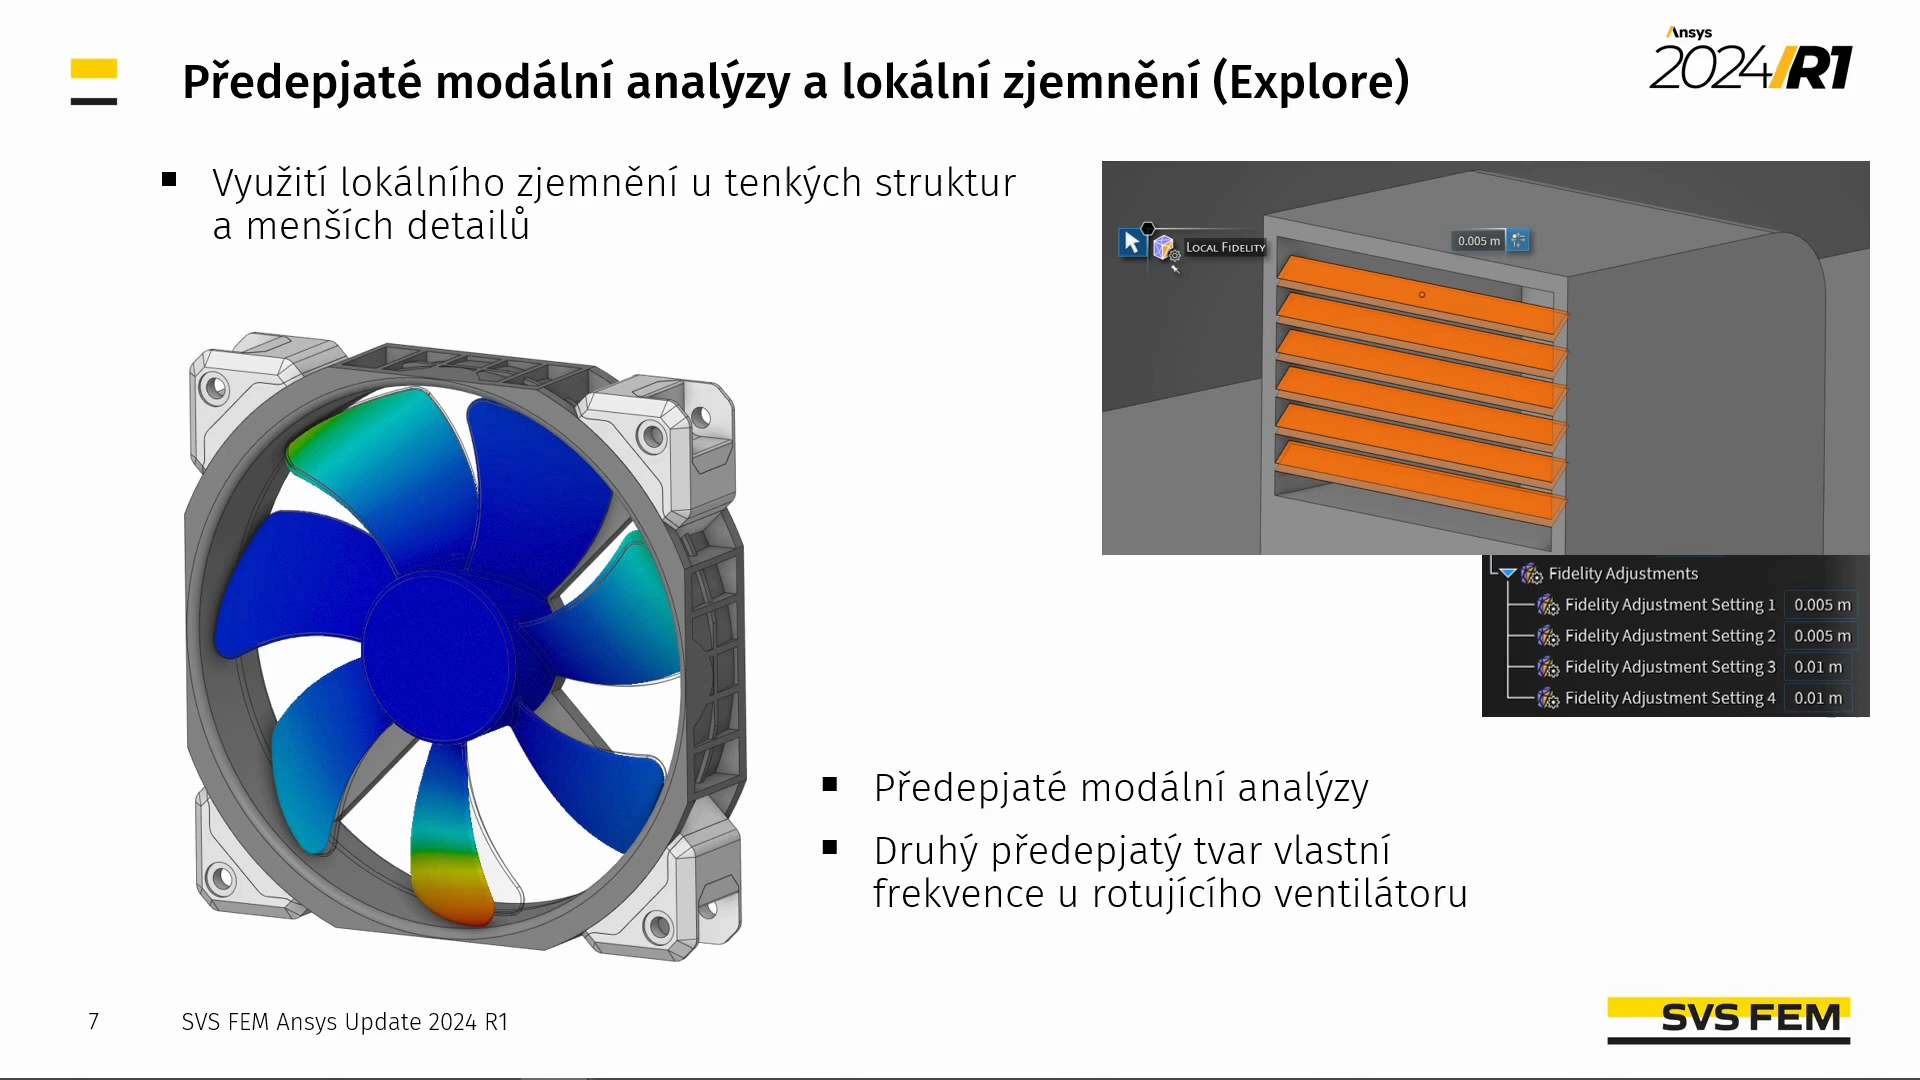 Předepjaté modální analýzy a lokální zjemnění (Explore)
Ansys
2024 R1
Využití lokálního zjemnění u tenkých struktur
a menších detailů
LOCAL FIDELITY
0.005 m
Fidelity Adjustments
Fidelity Adjustment Setting 1 0.005 m
Fidelity Adjustment Setting 2 0.005 m
Fidelity Adjustment Setting 3 0.01 m
Fidelity Adjustment Setting 4 0.01 m
Předepjaté modální analýzy
Druhý předepjatý tvar vlastní
frekvence u rotujícího ventilátoru
7
SVS FEM Ansys Update 2024 R1
SVS FEM